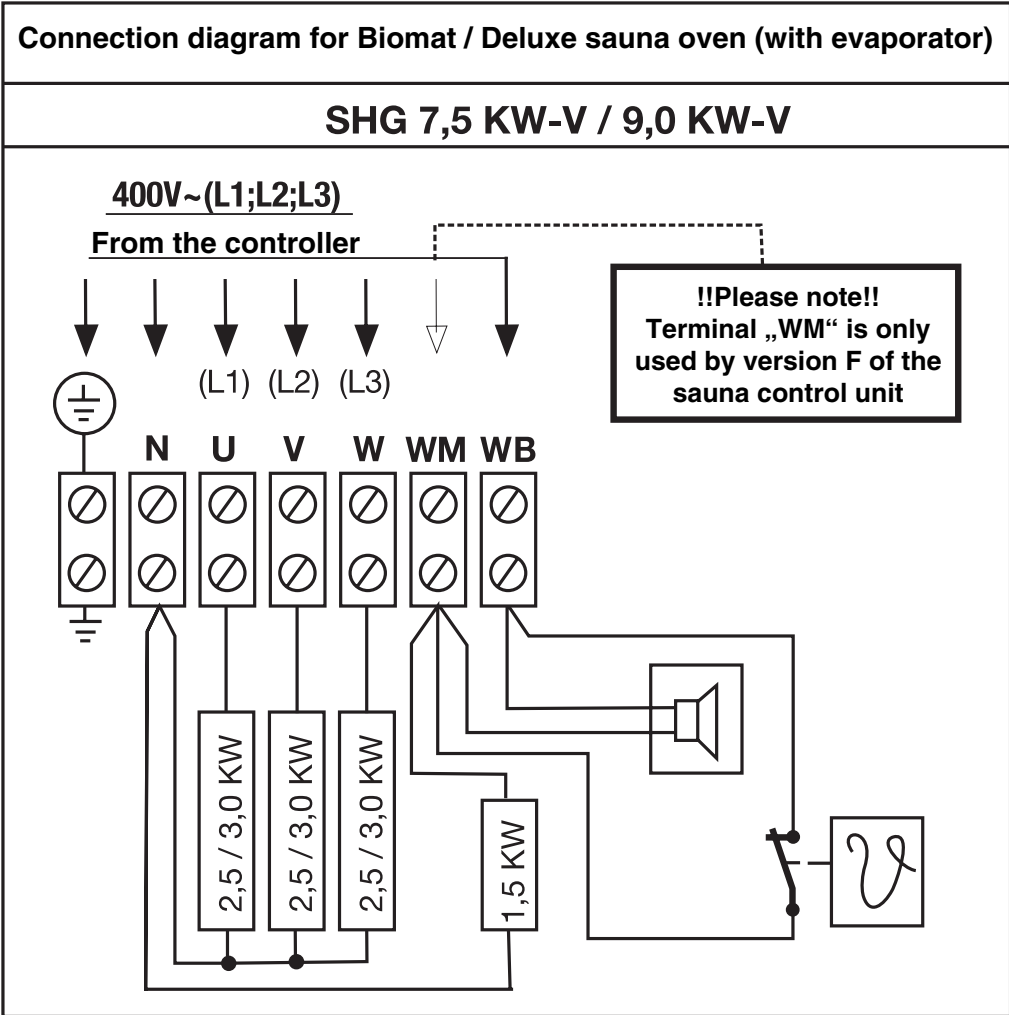 Connection diagram for Biomat / Deluxe sauna oven (with evaporator)
SHG 7,5 KW-V / 9,0 KW-V
400V~(L1;L2;L3)
From the controller
!!Please note!!
Terminal „WM“ is only
used by version F of the
sauna control unit
(L1) (L2) (L3)
N U V W WM WB
2,5 / 3,0 KW
2,5 / 3,0 KW
2,5 / 3,0 KW
1,5 KW